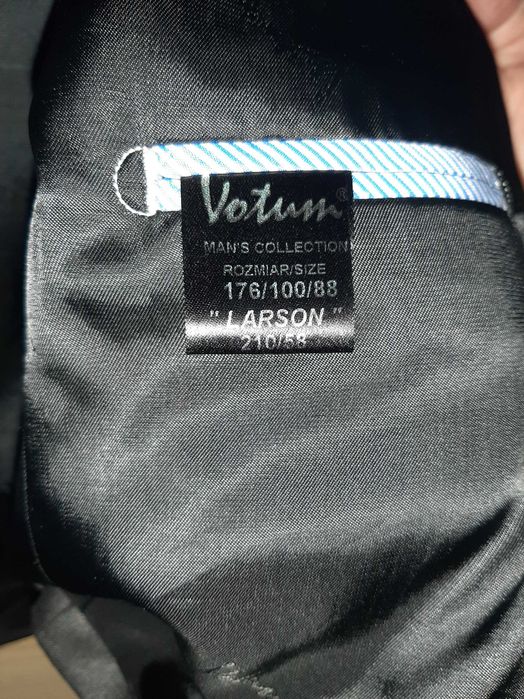 Votum®
MAN'S COLLECTION
ROZMIAR/SIZE
176/100/88
" LARSON "
210/58